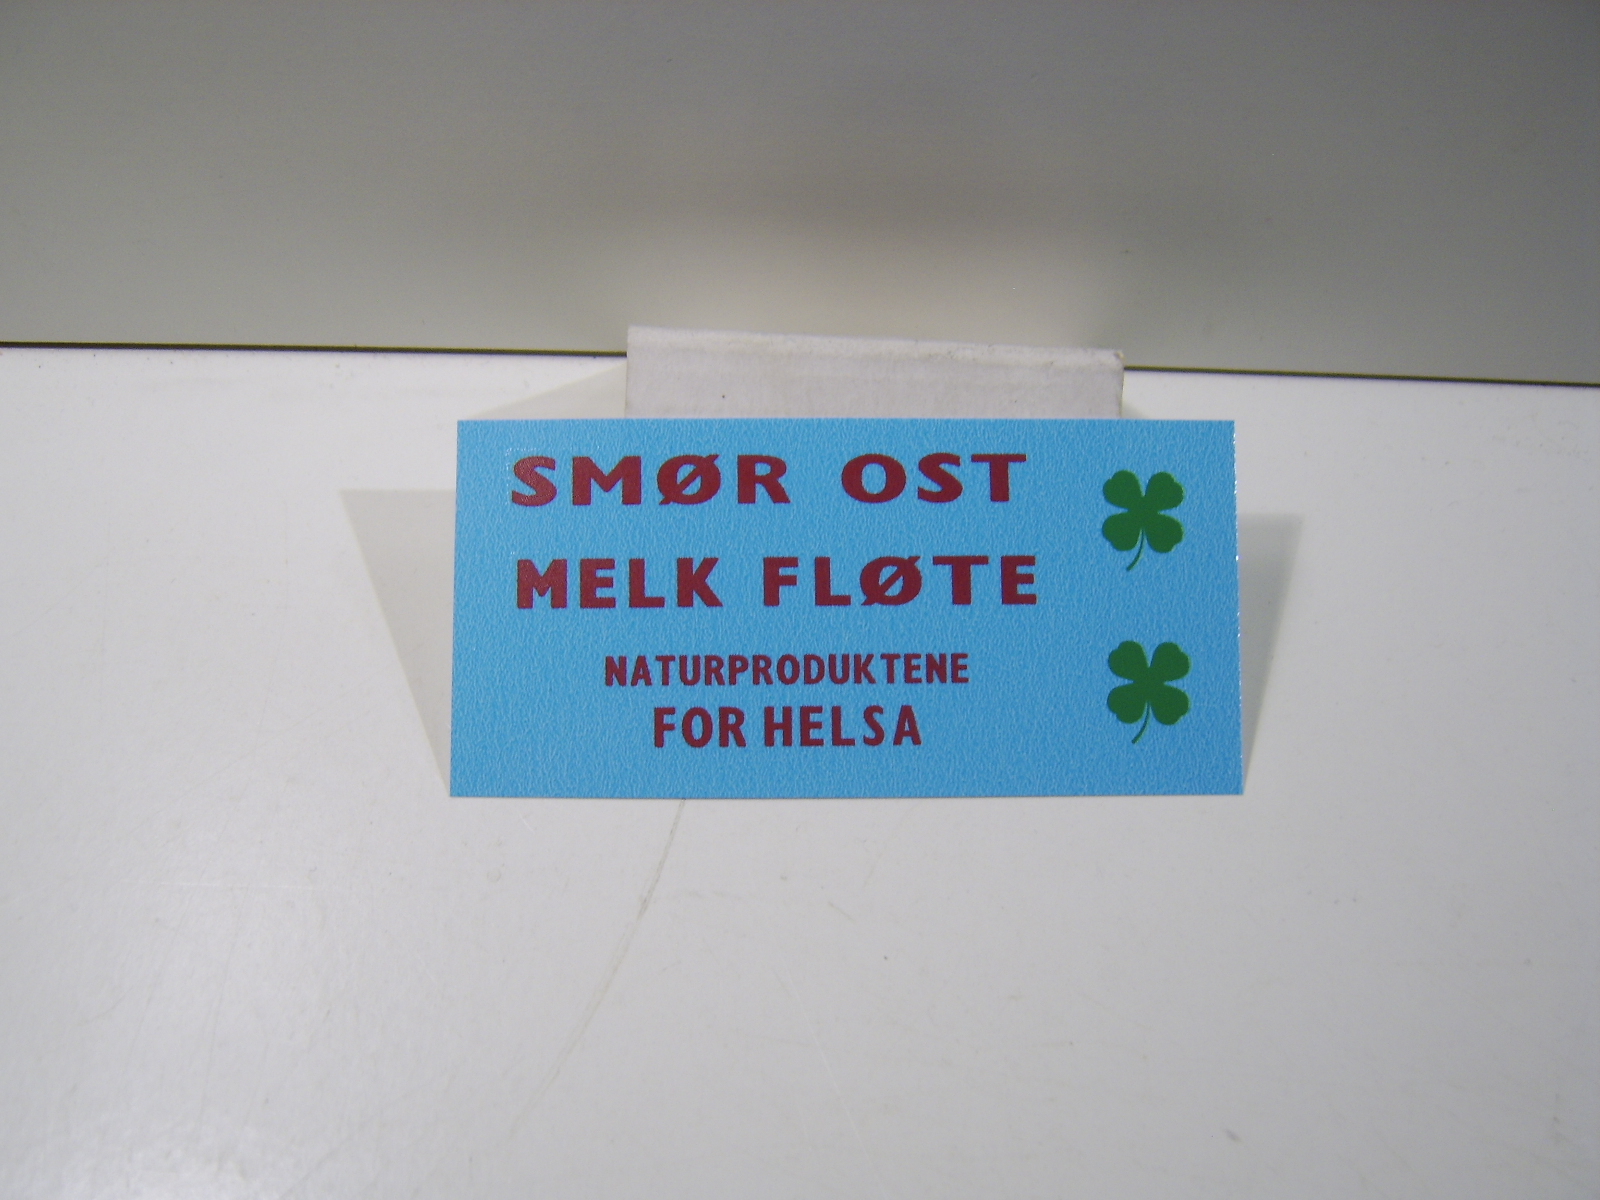 SMØR OST
MELK FLØTE
NATURPRODUKTENE
FOR HELSA